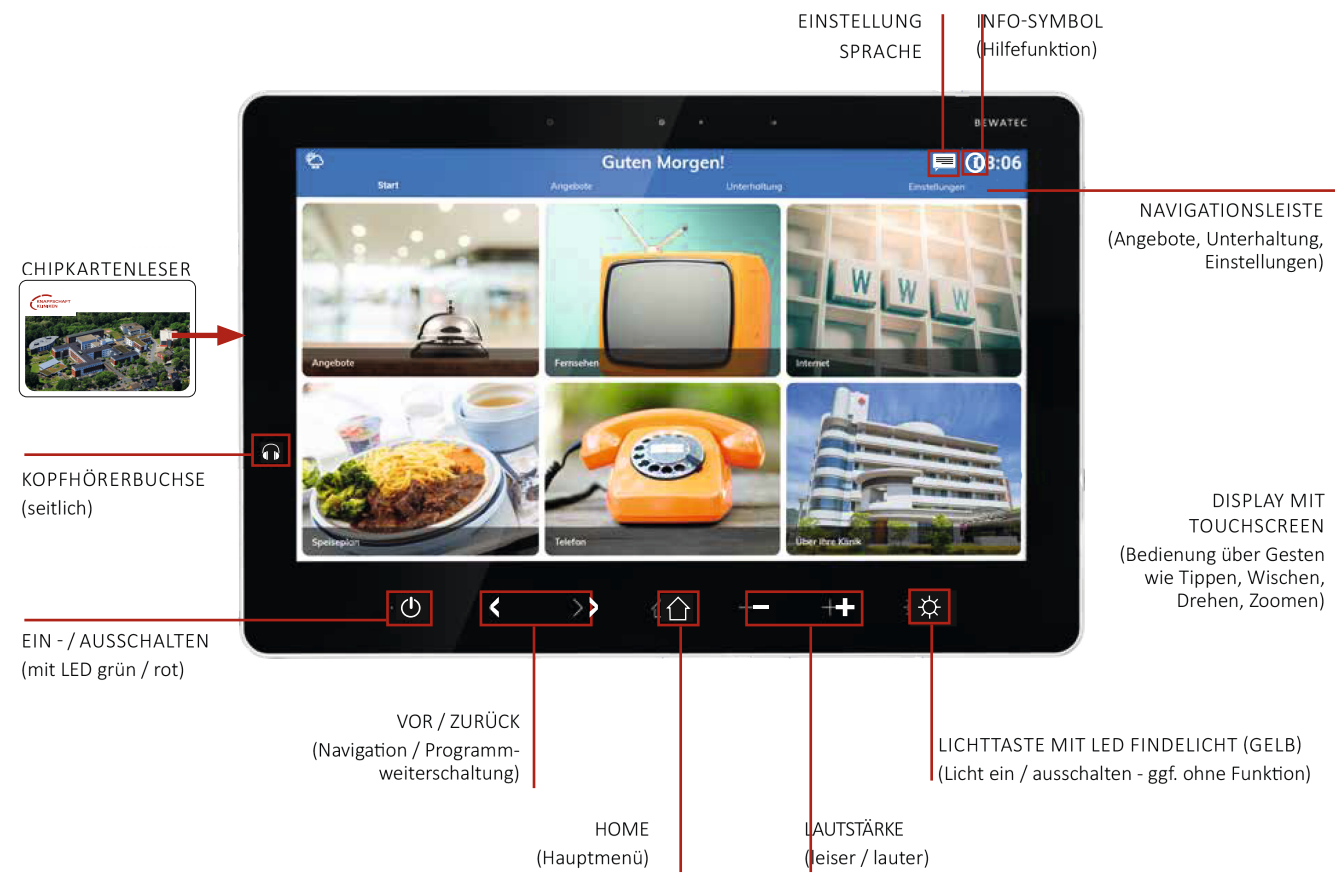 EINSTELLUNG
SPRACHE
INFO-SYMBOL
(Hilfefunktion)
BEWATEC
Guten Morgen!
08:06
Start
Angebote
Unterhaltung
Einstellungen
NAVIGATIONSLEISTE
(Angebote, Unterhaltung,
Einstellungen)
CHIPKARTENLESER
KNAPPSCHAFT
KLINIKEN
W W W
Angebote
Fernsehen
Internet
KOPFHÖRERBUCHSE
(seitlich)
DISPLAY MIT
TOUCHSCREEN
(Bedienung über Gesten
wie Tippen, Wischen,
Drehen, Zoomen)
Speiseplan
Telefon
Über Ihre Klinik
EIN - / AUSSCHALTEN
(mit LED grün / rot)
VOR / ZURÜCK
(Navigation / Programm-
weiterschaltung)
LICHTTASTE MIT LED FINDELICHT (GELB)
(Licht ein / ausschalten - ggf. ohne Funktion)
HOME
(Hauptmenü)
LAUTSTÄRKE
(leiser / lauter)